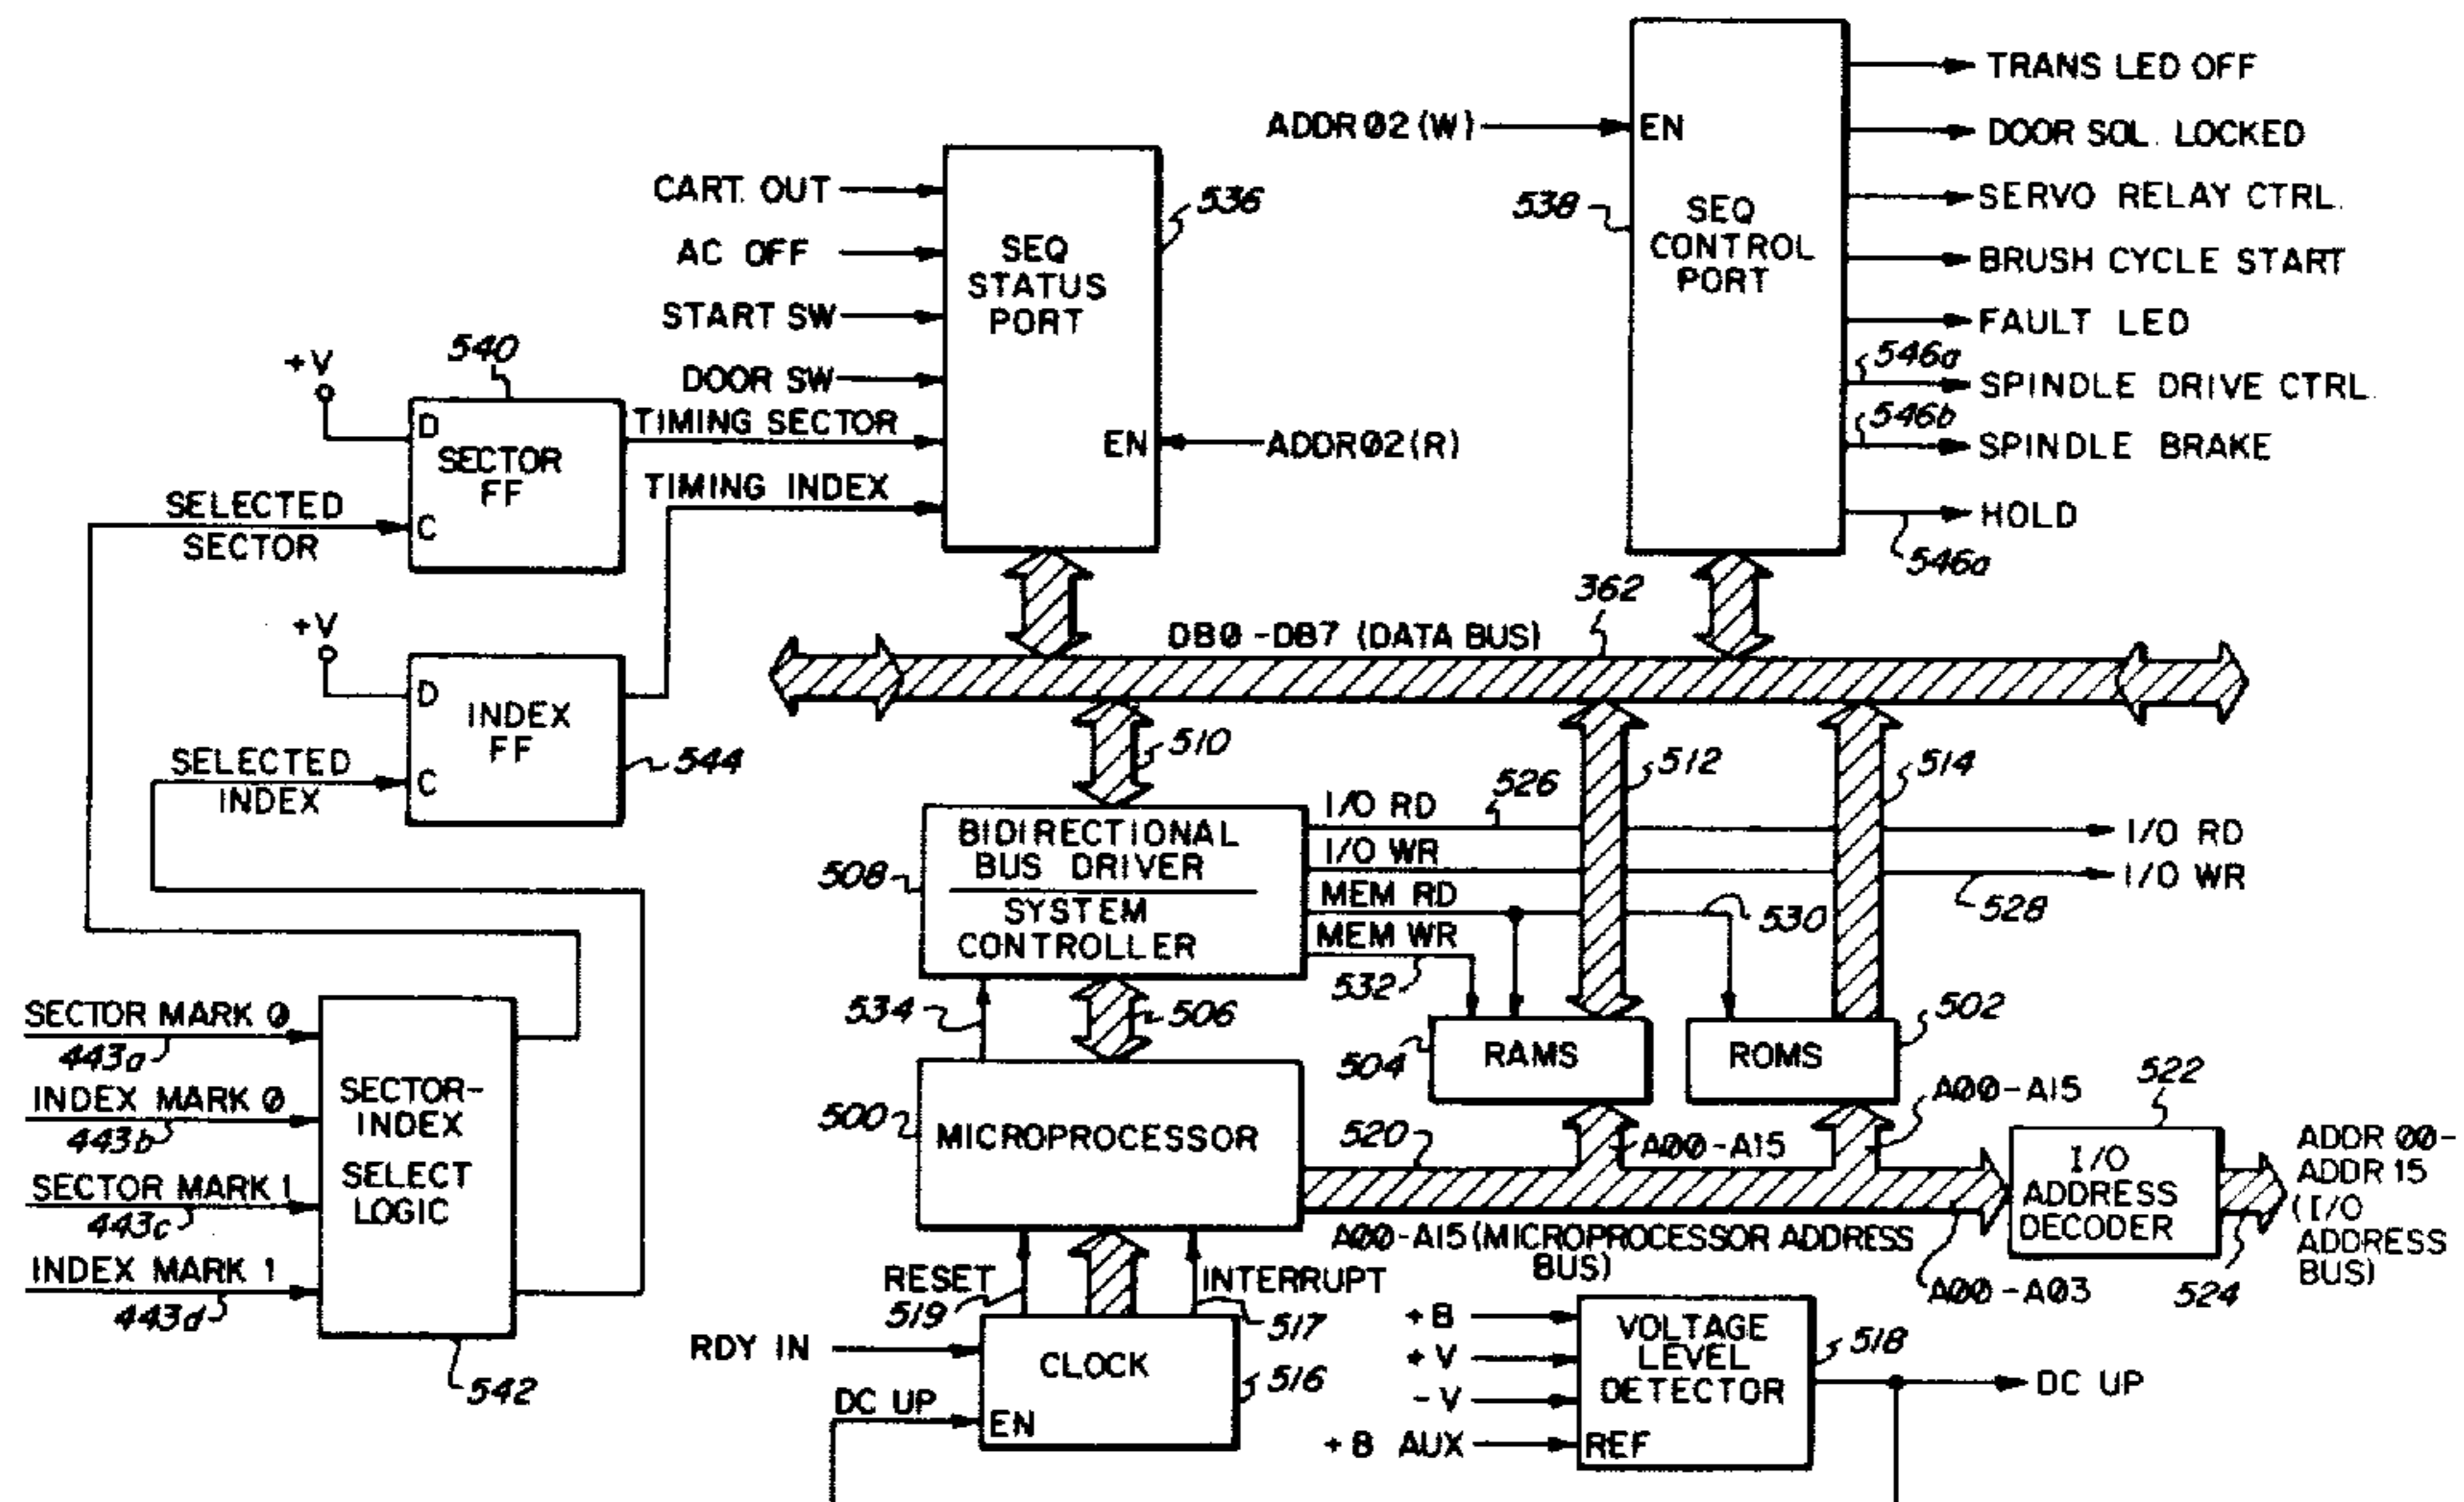 TRANS LED OFF
ADDR 02 (W)
EN
DOOR SOL. LOCKED
CART. OUT
536
538
SEQ
CONTROL
PORT
SERVO RELAY CTRL.
AC OFF
SEQ
STATUS
PORT
BRUSH CYCLE START
START SW
FAULT LED
+V
540
DOOR SW
546a
SPINDLE DRIVE CTRL.
D
SECTOR
FF
TIMING SECTOR
EN
ADDR02(R)
546b
SPINDLE BRAKE
SELECTED
SECTOR
C
TIMING INDEX
HOLD
546a
+V
362
DB0-DB7 (DATA BUS)
D
INDEX
FF
544
SELECTED
INDEX
C
510
512
514
526
I/O RD
I/O RD
508
BIDIRECTIONAL
BUS DRIVER
SYSTEM
CONTROLLER
I/O WR
I/O WR
528
MEM RD
530
MEM WR
532
534
506
504
RAMS
ROMS
502
SECTOR MARK 0
443a
INDEX MARK 0
443b
SECTOR MARK 1
443c
INDEX MARK 1
443d
SECTOR-
INDEX
SELECT
LOGIC
542
500
MICROPROCESSOR
520
A00-A15
A00-A15
522
I/O
ADDRESS
DECODER
ADDR 00-
ADDR 15
(I/O
ADDRESS
BUS)
524
A00-A15 (MICROPROCESSOR ADDRESS
BUS)
A00-A03
RESET
519
INTERRUPT
517
RDY IN
CLOCK
516
DC UP
EN
+B
+V
-V
+B AUX
REF
VOLTAGE
LEVEL
DETECTOR
518
DC UP